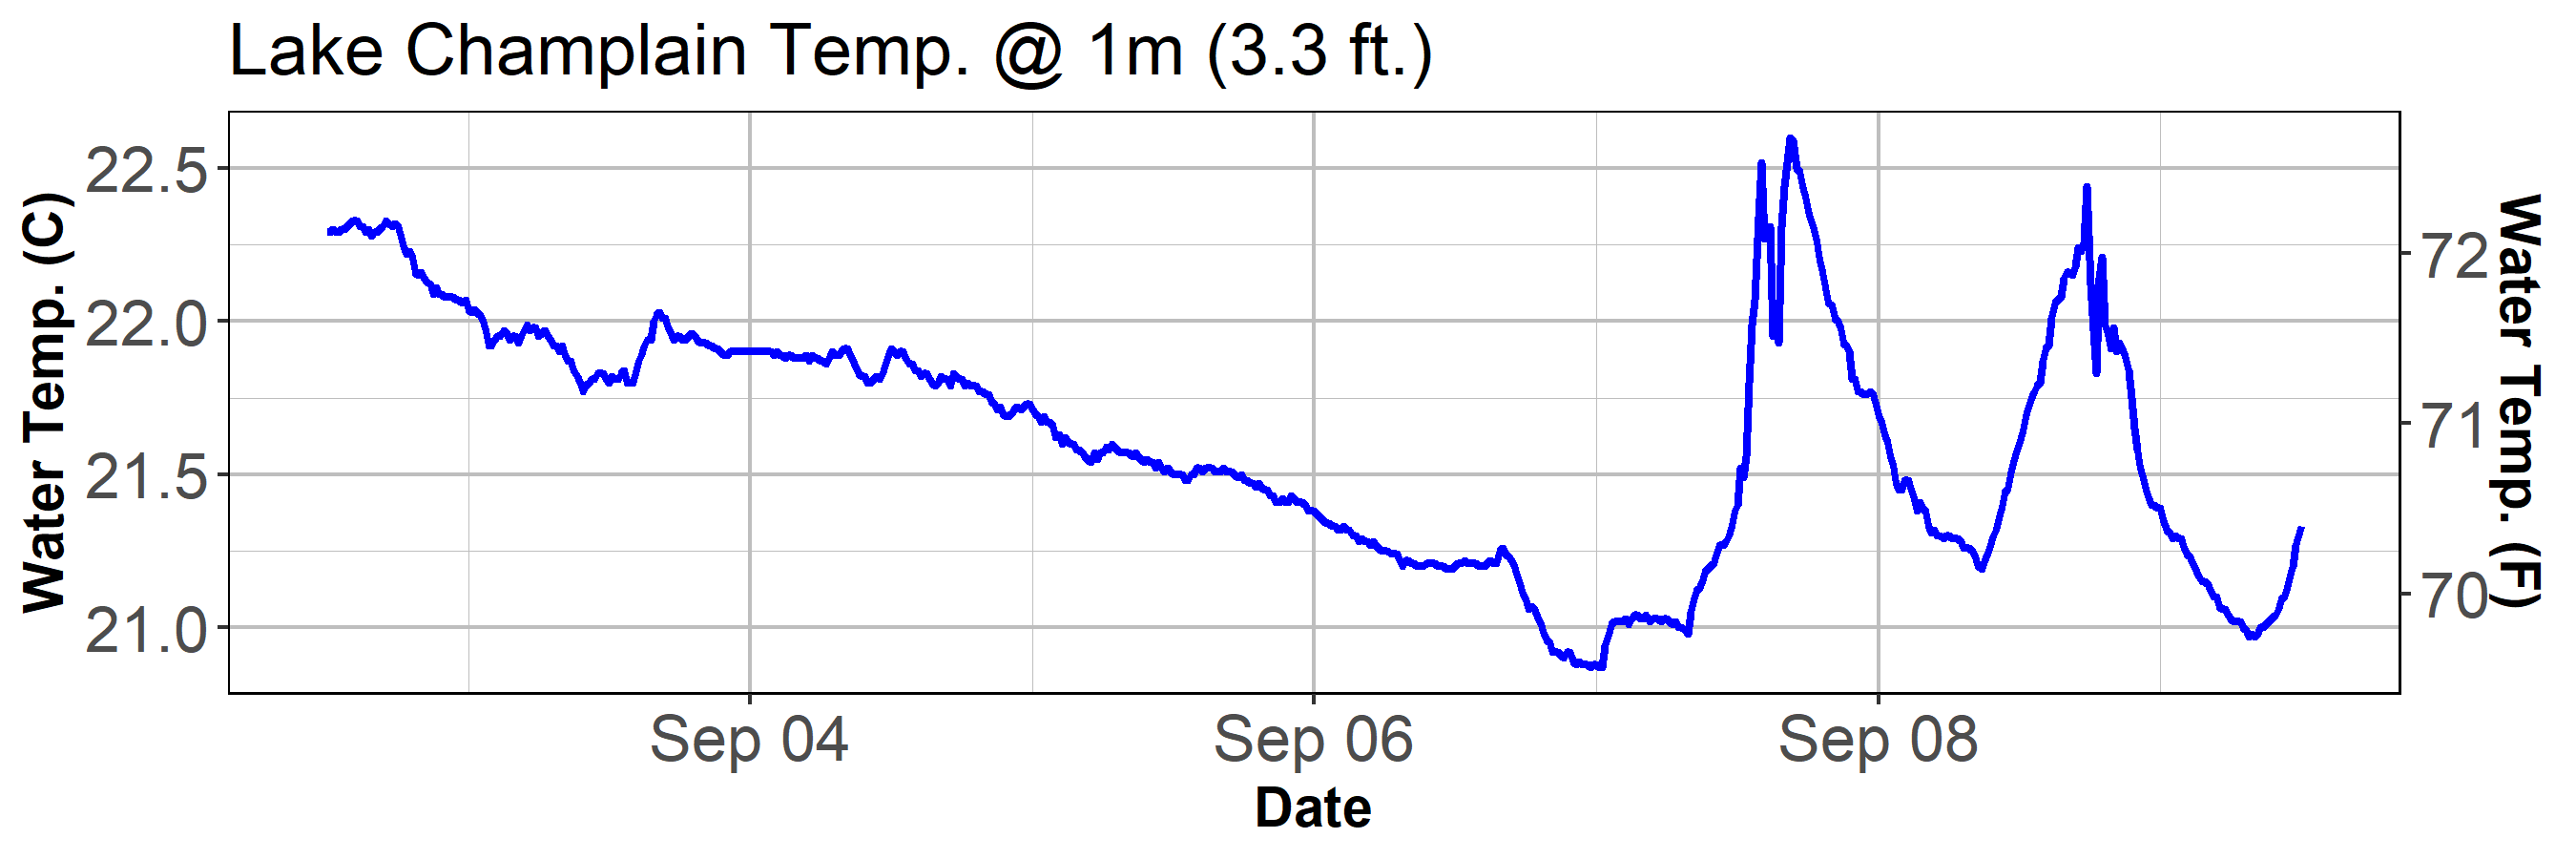 Lake Champlain Temp. @ 1m (3.3 ft.)
Water Temp. (C)
22.5
22.0
21.5
21.0
72
71
70
Water Temp. (F)
Sep 04 Sep 06 Sep 08
Date